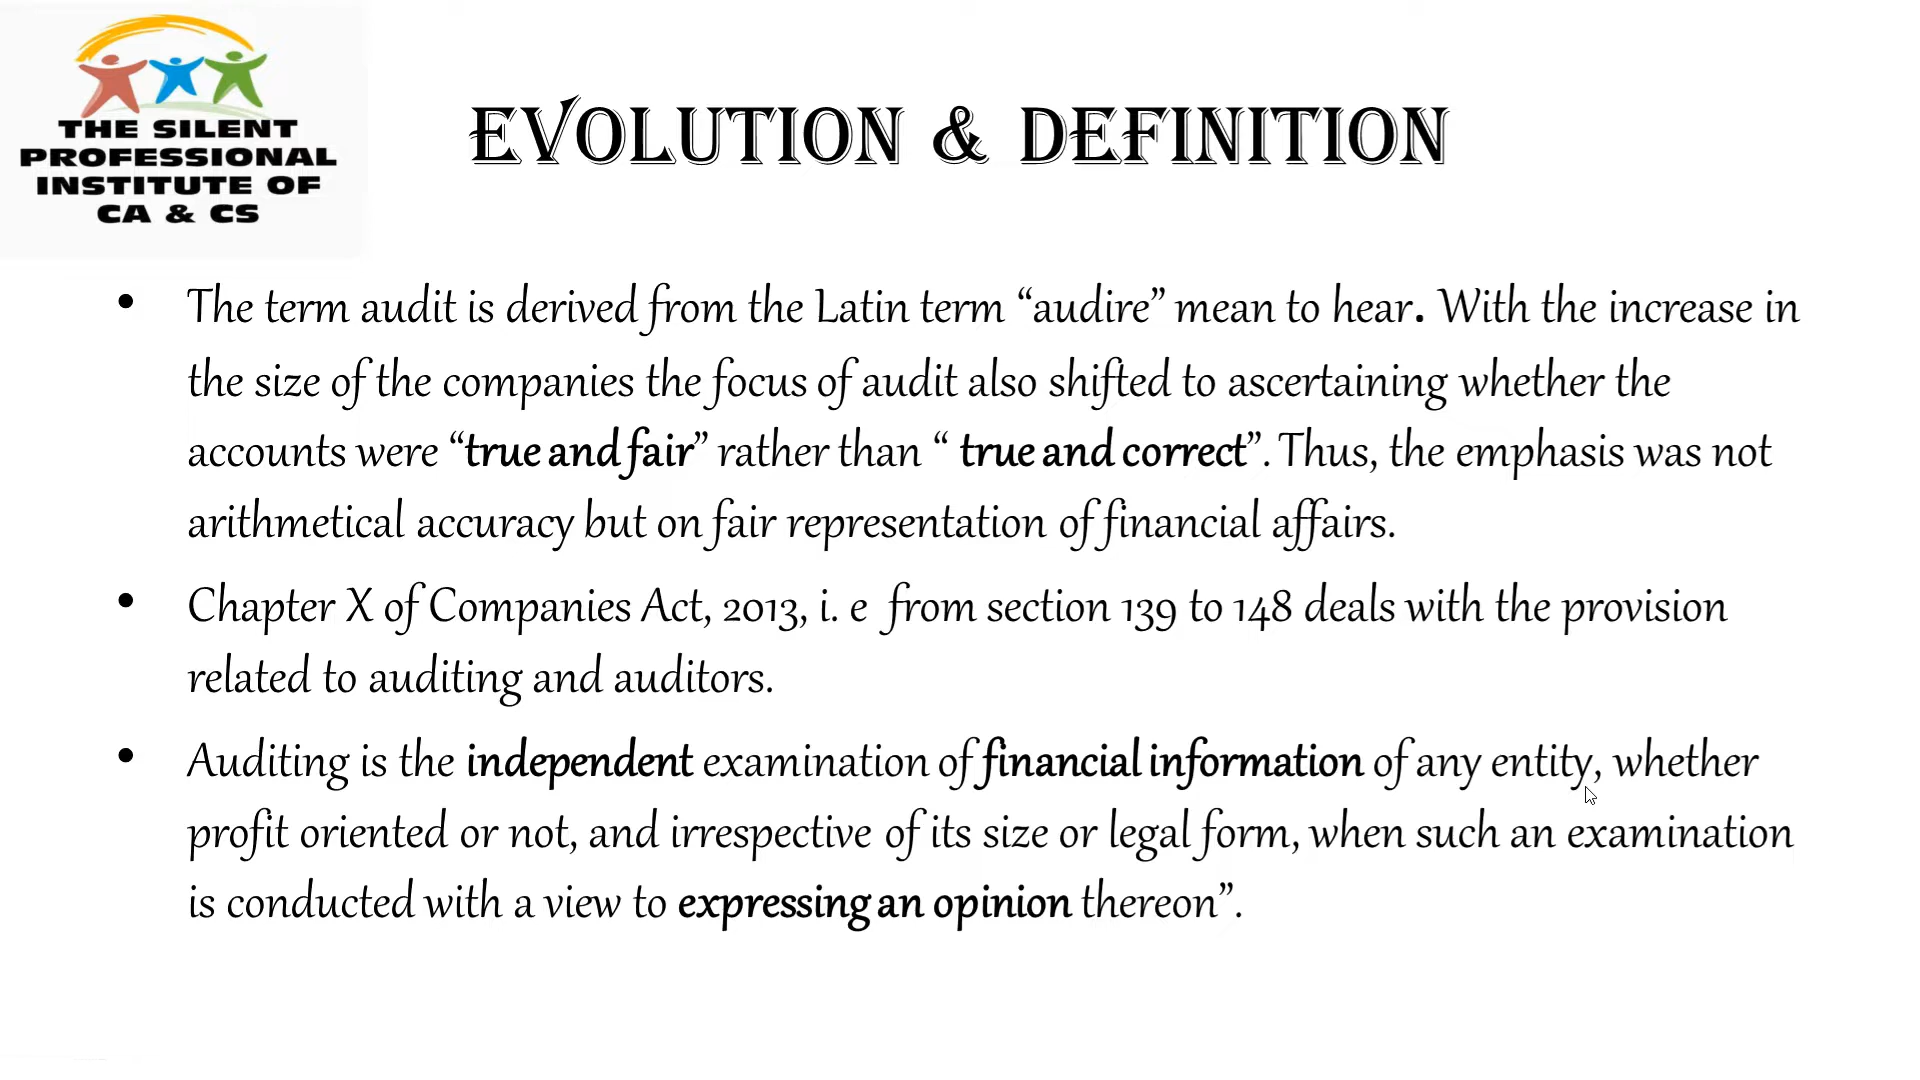 THE SILENT
PROFESSIONAL
INSTITUTE OF
CA & CS
EVOLUTION & DEFINITION
• The term audit is derived from the Latin term “audire” mean to hear. With the increase in
the size of the companies the focus of audit also shifted to ascertaining whether the
accounts were “true and fair” rather than “ true and correct”. Thus, the emphasis was not
arithmetical accuracy but on fair representation of financial affairs.
• Chapter X of Companies Act, 2013, i. e from section 139 to 148 deals with the provision
related to auditing and auditors.
• Auditing is the independent examination of financial information of any entity, whether
profit oriented or not, and irrespective of its size or legal form, when such an examination
is conducted with a view to expressing an opinion thereon”.